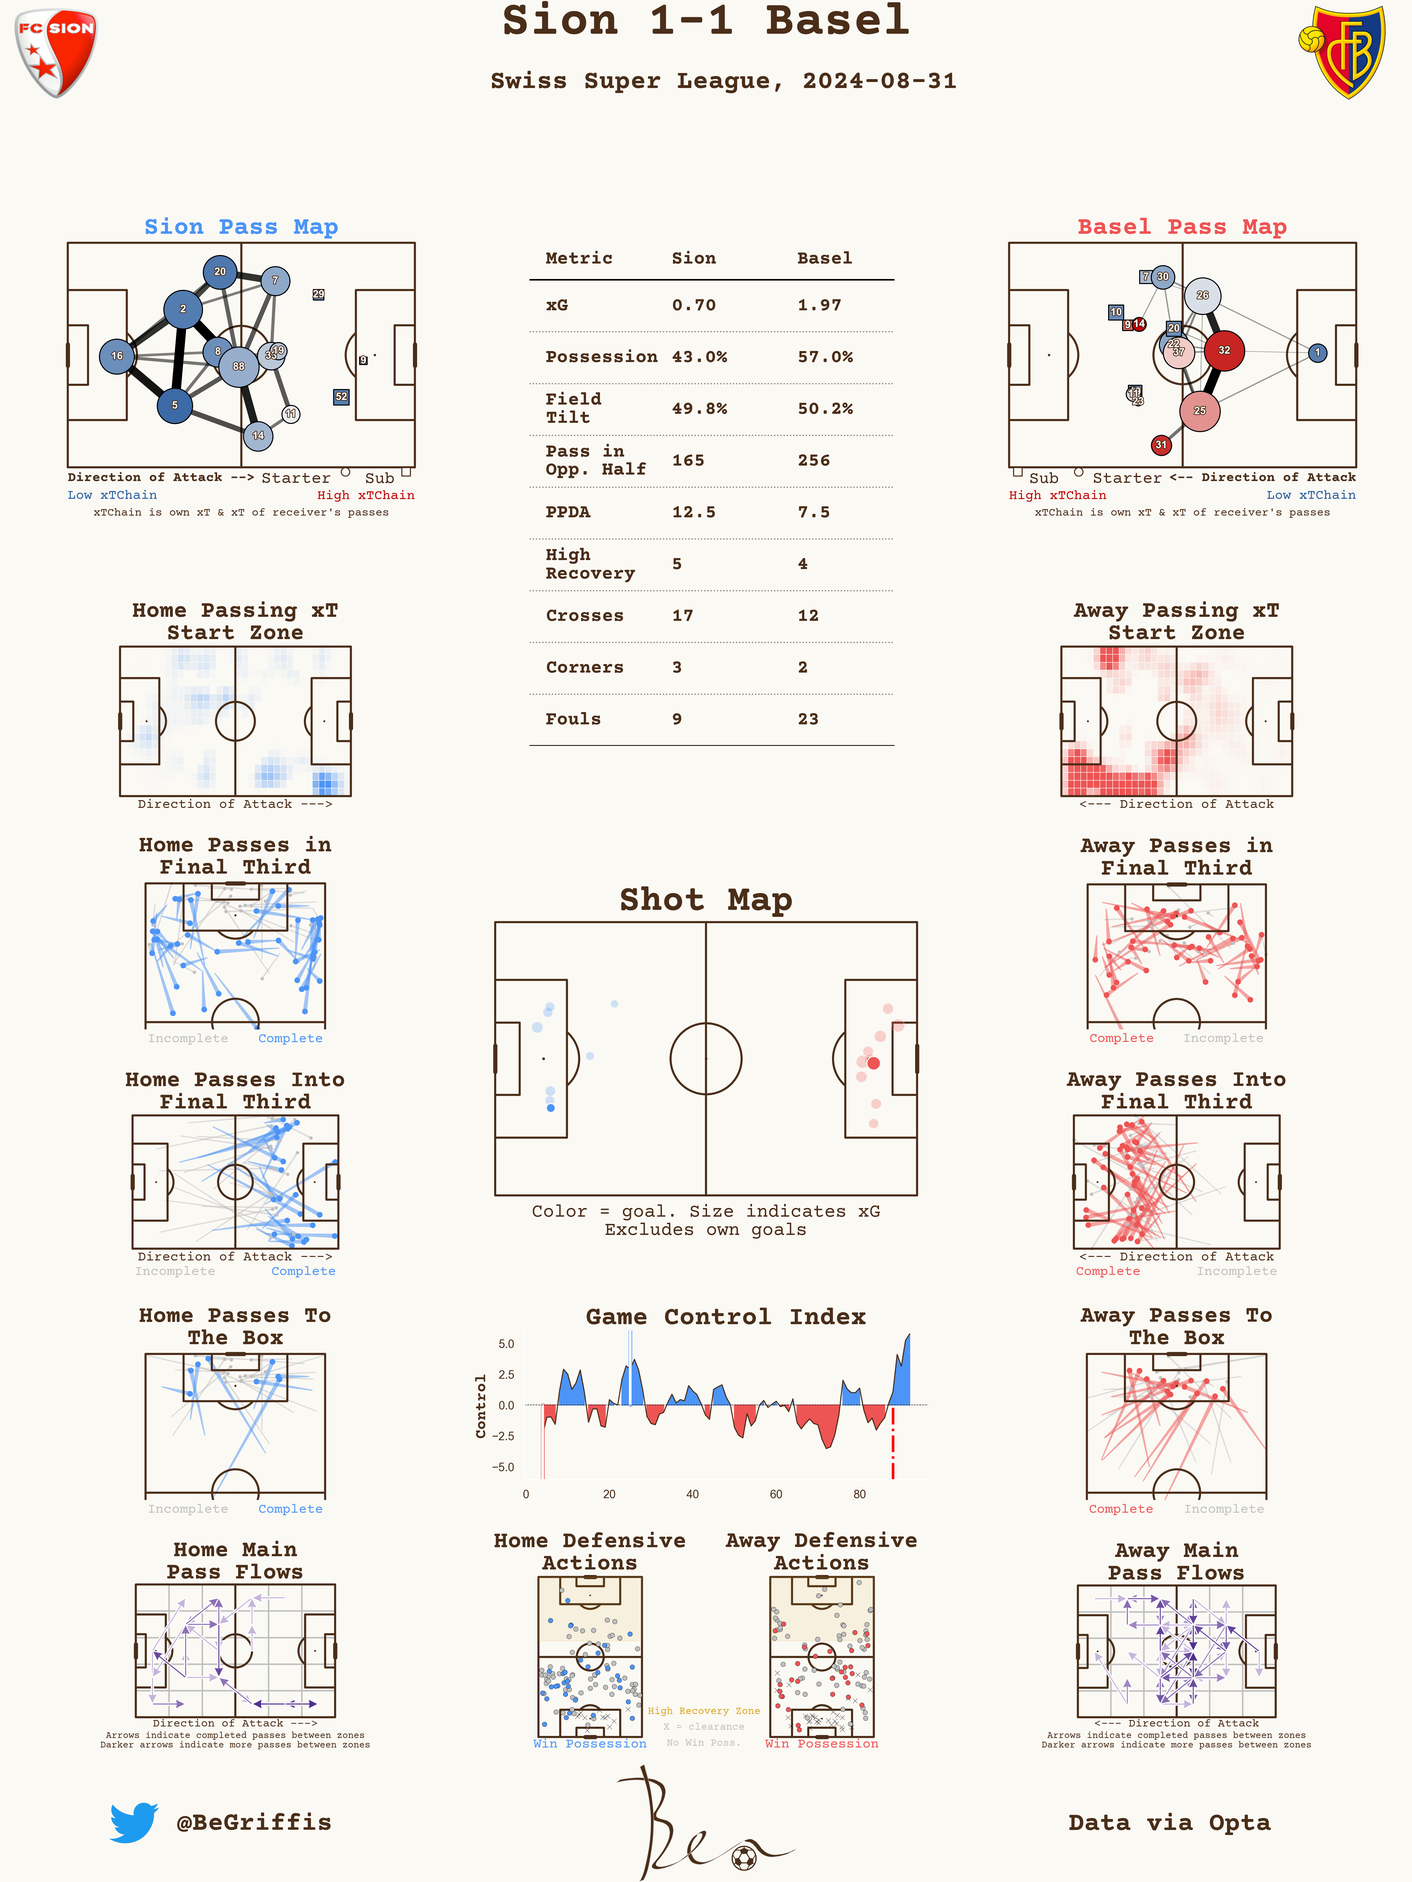 Sion 1-1 Basel
Swiss Super League, 2024-08-31
FC SION
FCB
Sion Pass Map
20
7
29
2
16
8
88
19
9
5
52
11
14
Direction of Attack --> Starter Sub
Low xTChain High xTChain
xTChain is own xT & xT of receiver's passes
Metric Sion Basel
xG 0.70 1.97
Possession 43.0% 57.0%
Field
Tilt 49.8% 50.2%
Pass in
Opp. Half 165 256
PPDA 12.5 7.5
High
Recovery 5 4
Crosses 17 12
Corners 3 2
Fouls 9 23
Basel Pass Map
7 30
26
10
9 14
20
22
37
32
1
11
23
25
31
Sub Starter <-- Direction of Attack
High xTChain Low xTChain
xTChain is own xT & xT of receiver's passes
Home Passing xT
Start Zone
Direction of Attack --->
Away Passing xT
Start Zone
<--- Direction of Attack
Home Passes in
Final Third
Incomplete Complete
Away Passes in
Final Third
Complete Incomplete
Shot Map
Color = goal. Size indicates xG
Excludes own goals
Home Passes Into
Final Third
Direction of Attack --->
Incomplete Complete
Away Passes Into
Final Third
<--- Direction of Attack
Complete Incomplete
Home Passes To
The Box
Incomplete Complete
Game Control Index
Control
5.0
2.5
0.0
−2.5
−5.0
0 20 40 60 80
Away Passes To
The Box
Complete Incomplete
Home Main
Pass Flows
Direction of Attack --->
Arrows indicate completed passes between zones
Darker arrows indicate more passes between zones
Home Defensive
Actions
Win Possession
High Recovery Zone
X = clearance
No Win Poss.
Away Defensive
Actions
Win Possession
Away Main
Pass Flows
<--- Direction of Attack
Arrows indicate completed passes between zones
Darker arrows indicate more passes between zones
@BeGriffis
Ben
Data via Opta